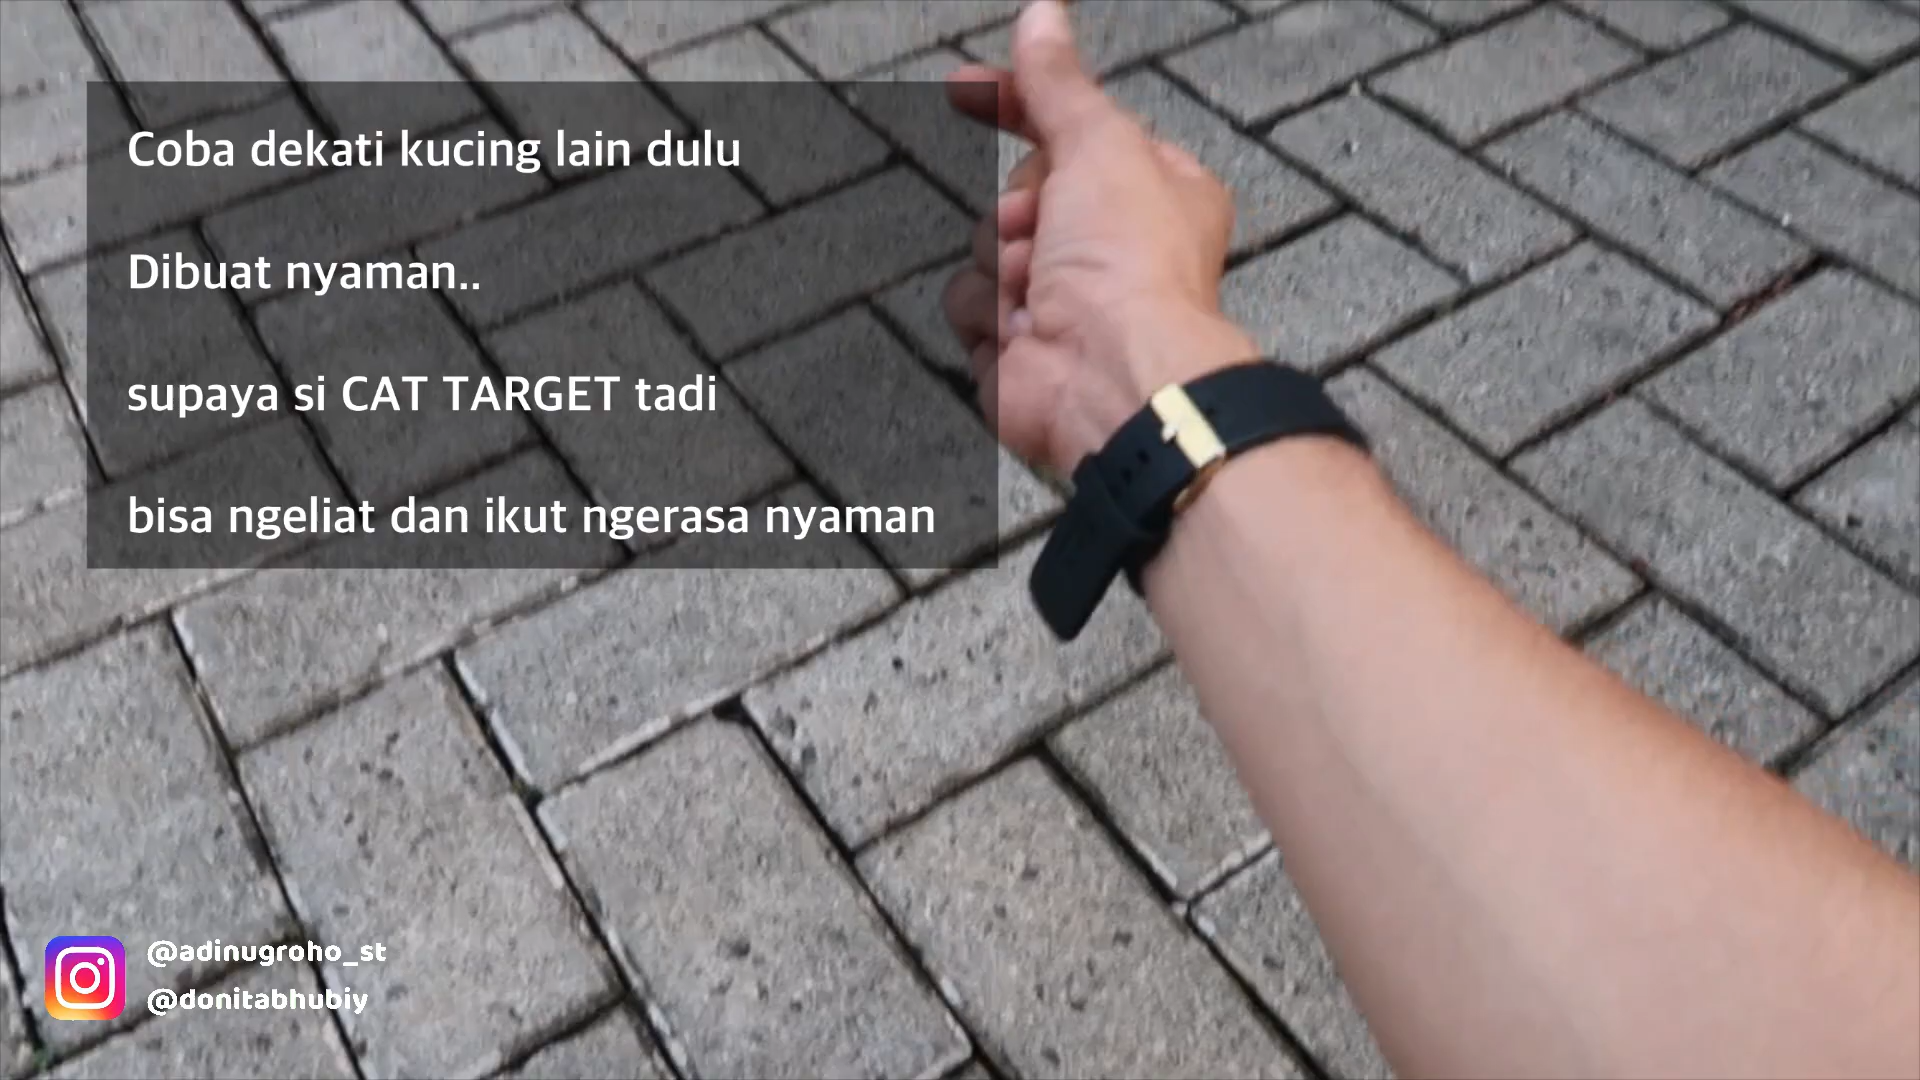 Coba dekati kucing lain dulu
Dibuat nyaman..
supaya si CAT TARGET tadi
bisa ngeliat dan ikut ngerasa nyaman
@adinugroho_st
@donitabhubiy